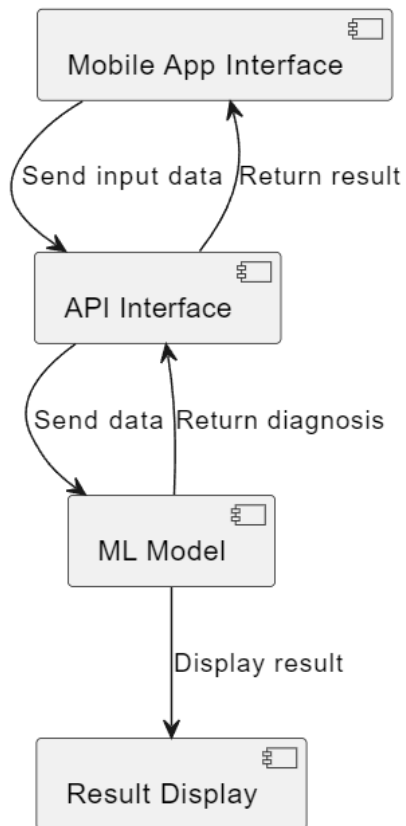 Mobile App Interface
Send input data
Return result
API Interface
Send data
Return diagnosis
ML Model
Display result
Result Display